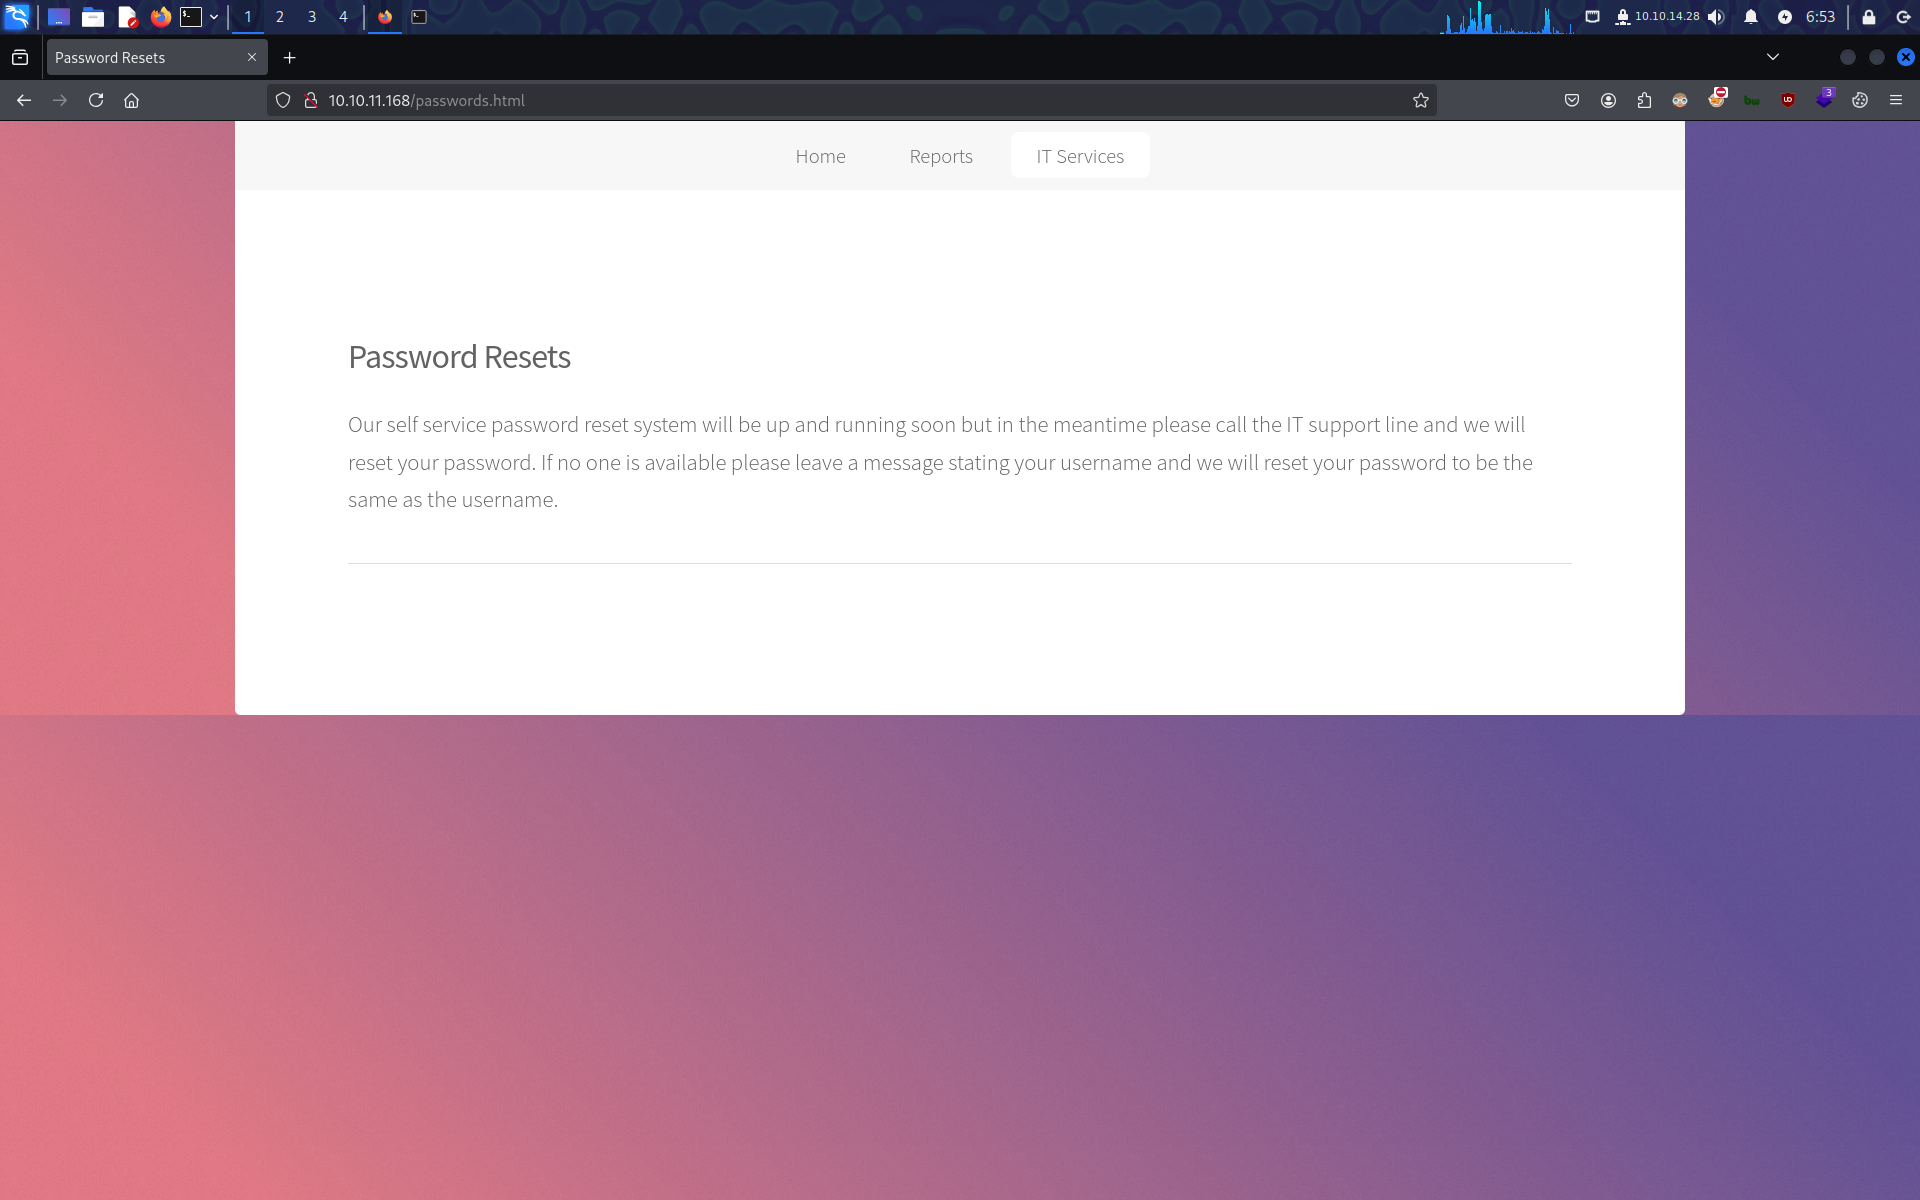 1 2 3 4
10.10.14.28
6:53
Password Resets
10.10.11.168/passwords.html
3
Home Reports IT Services
Password Resets
Our self service password reset system will be up and running soon but in the meantime please call the IT support line and we will
reset your password. If no one is available please leave a message stating your username and we will reset your password to be the
same as the username.